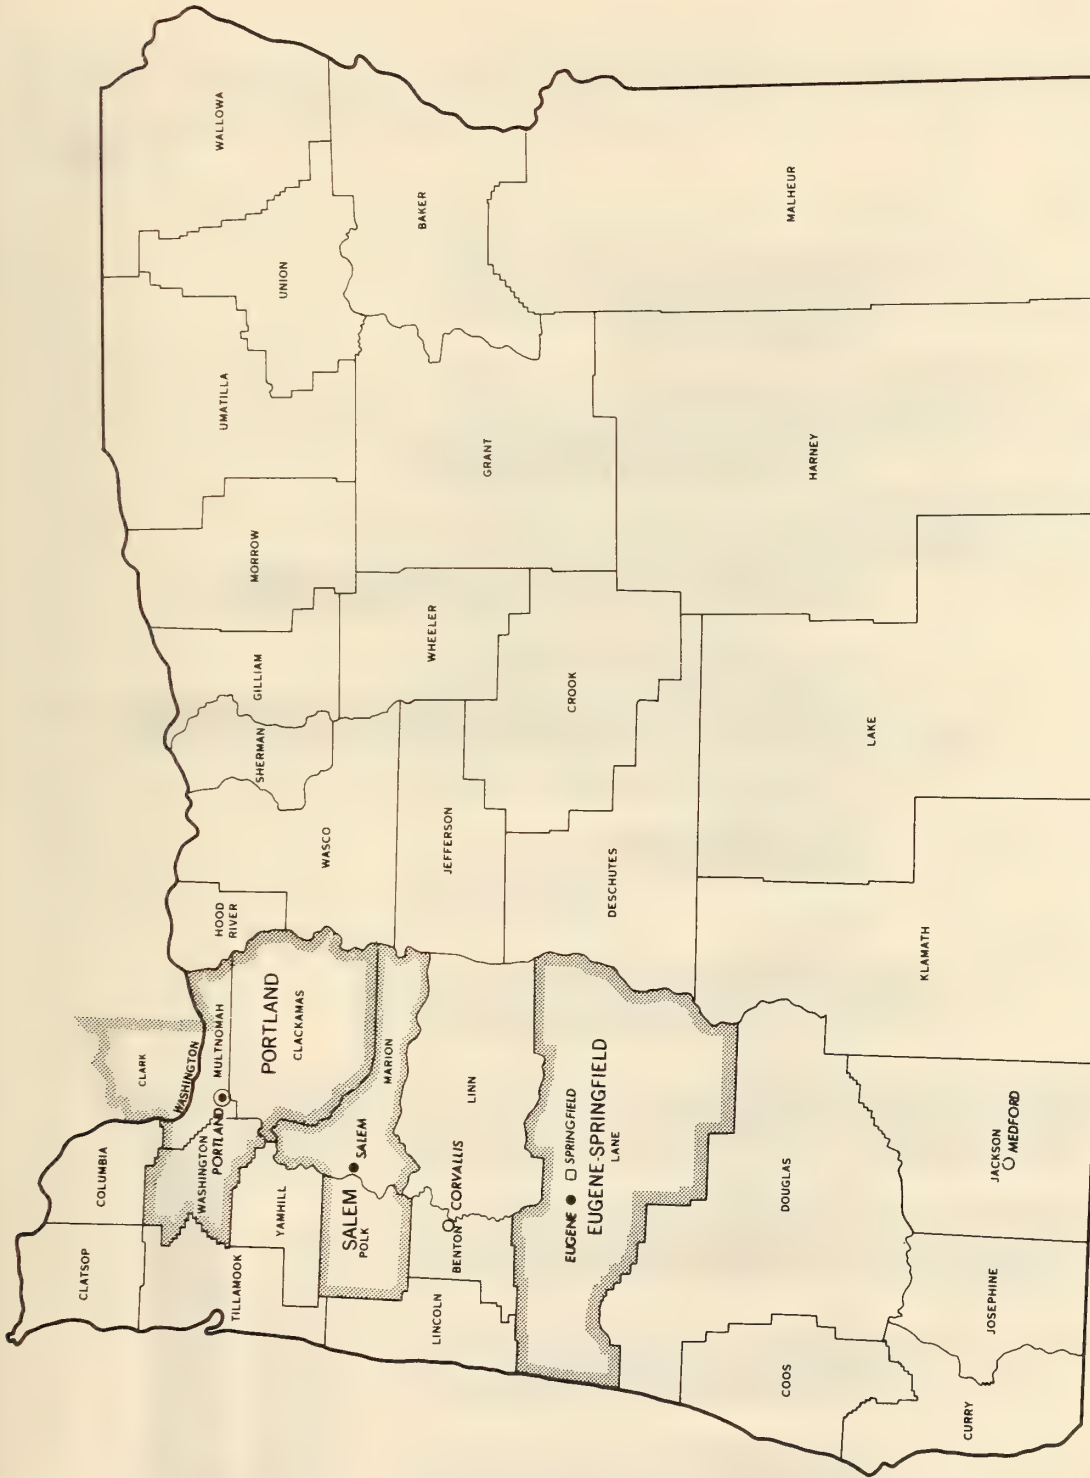 CLATSOP
COLUMBIA
CLARK
WASHINGTON
TILLAMOOK
WASHINGTON
PORTLAND
MULTNOMAH
HOOD
RIVER
PORTLAND
CLACKAMAS
YAMHILL
SALEM
POLK
SALEM
MARION
LINCOLN
BENTON
CORVALLIS
LINN
WASCO
SHERMAN
GILLIAM
MORROW
UMATILLA
UNION
WALLOWA
JEFFERSON
WHEELER
GRANT
BAKER
EUGENE
SPRINGFIELD
EUGENE-SPRINGFIELD
LANE
DESCHUTES
CROOK
COOS
DOUGLAS
CURRY
JOSEPHINE
JACKSON
MEDFORD
KLAMATH
LAKE
HARNEY
MALHEUR